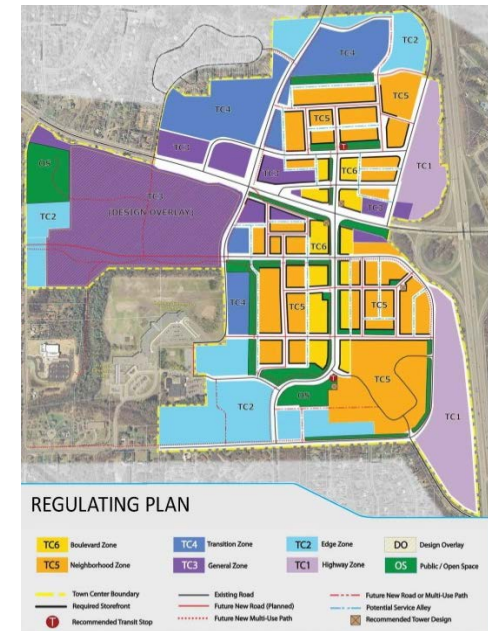 TC2
TC4
TC4
TC5
TC5
TC3
TC1
OS
T
TC3
TC6
TC3
(DESIGN OVERLAY)
TC2
TC6
TC4
TC5
TC5
TC5
T
OS
TC2
TC1
REGULATING PLAN
TC6 Boulevard Zone TC4 Transition Zone TC2 Edge Zone DO Design Overlay
TC5 Neighborhood Zone TC3 General Zone TC1 Highway Zone OS Public / Open Space
Town Center Boundary Existing Road Future New Road or Multi-Use Path
Required Storefront Future New Road (Planned) Potential Service Alley
T Recommended Transit Stop Future New Multi-Use Path Recommended Tower Design